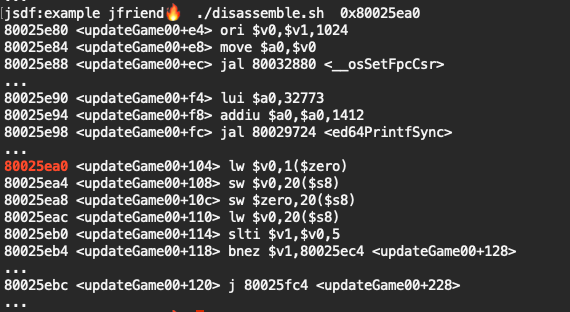 [jsdf:example jfriend🔥 ./disassemble.sh 0x80025ea0
80025e80 <updateGame00+e4> ori $v0,$v1,1024
80025e84 <updateGame00+e8> move $a0,$v0
80025e88 <updateGame00+ec> jal 80032880 <__osSetFpcCsr>
...
80025e90 <updateGame00+f4> lui $a0,32773
80025e94 <updateGame00+f8> addiu $a0,$a0,1412
80025e98 <updateGame00+fc> jal 80029724 <ed64PrintfSync>
...
80025ea0 <updateGame00+104> lw $v0,1($zero)
80025ea4 <updateGame00+108> sw $v0,20($s8)
80025ea8 <updateGame00+10c> sw $zero,20($s8)
80025eac <updateGame00+110> lw $v0,20($s8)
80025eb0 <updateGame00+114> slti $v1,$v0,5
80025eb4 <updateGame00+118> bnez $v1,80025ec4 <updateGame00+128>
...
80025ebc <updateGame00+120> j 80025fc4 <updateGame00+228>
...